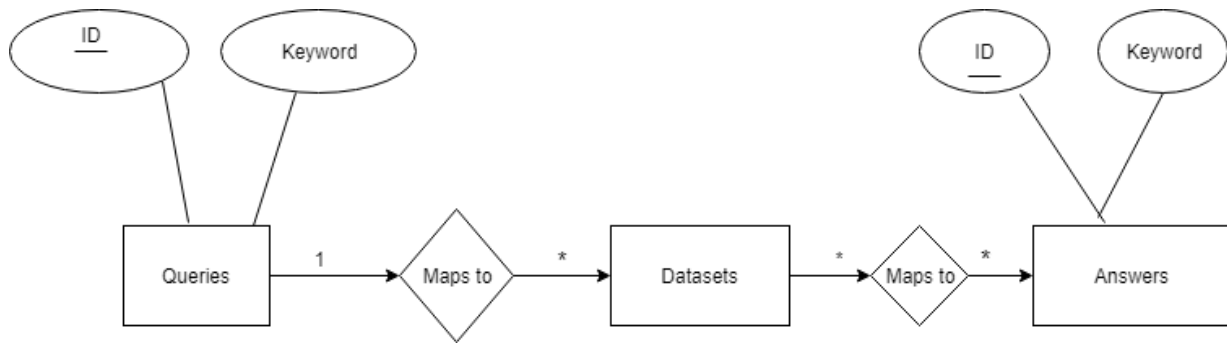 ID
Keyword
ID
Keyword
Queries
1
Maps to
*
Datasets
*
Maps to
*
Answers